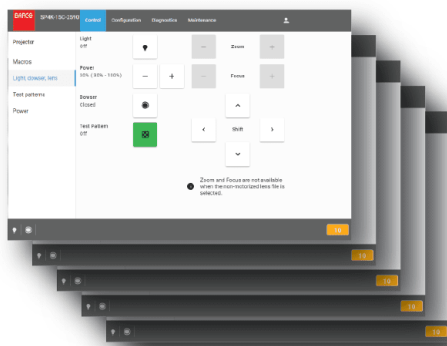 BARCO SP4K-15C-2810 Control Configuration Diagnostics Maintenance
Projector
Macros
Light, dowser, lens
Test patterns
Power
Light
Off
Zoom
Power
Focus
Dowser
Closed
Test Pattern
Off
Shift
Zoom and Focus are not available
when the non-motorized lens file is
selected.